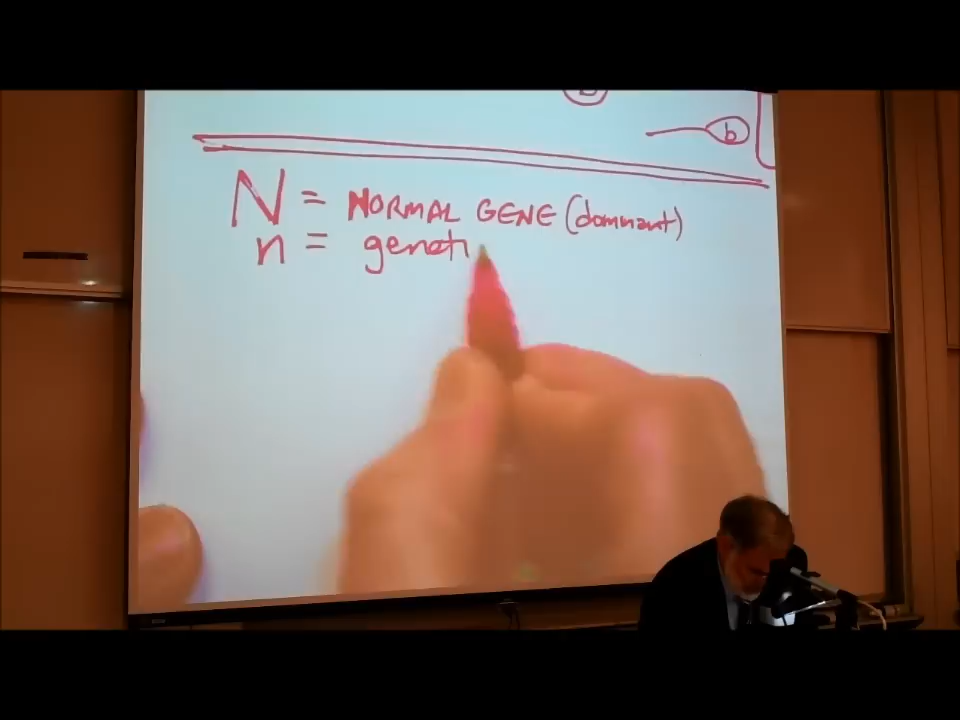 b
N = NORMAL GENE (dominant)
n = geneti